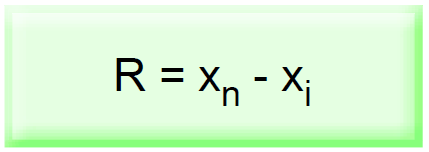 R = xₙ - xᵢ